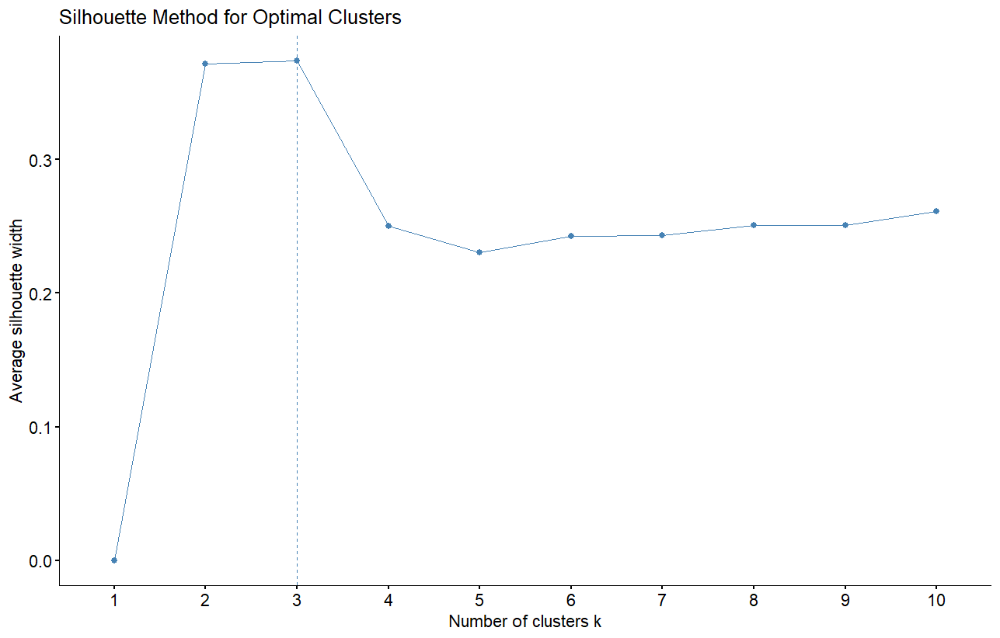 Silhouette Method for Optimal Clusters
Average silhouette width
0.3
0.2
0.1
0.0
1 2 3 4 5 6 7 8 9 10
Number of clusters k